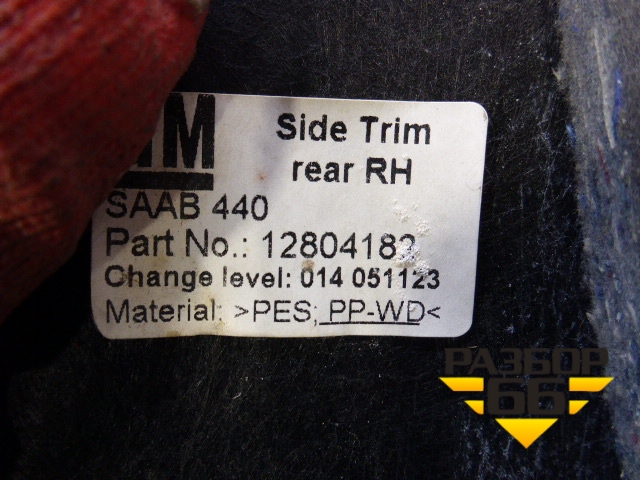 Side Trim
rear RH
SAAB 440
Part No.: 12804182
Change level: 014 051123
Material: >PES; PP-WD<
РАЗБОР
66